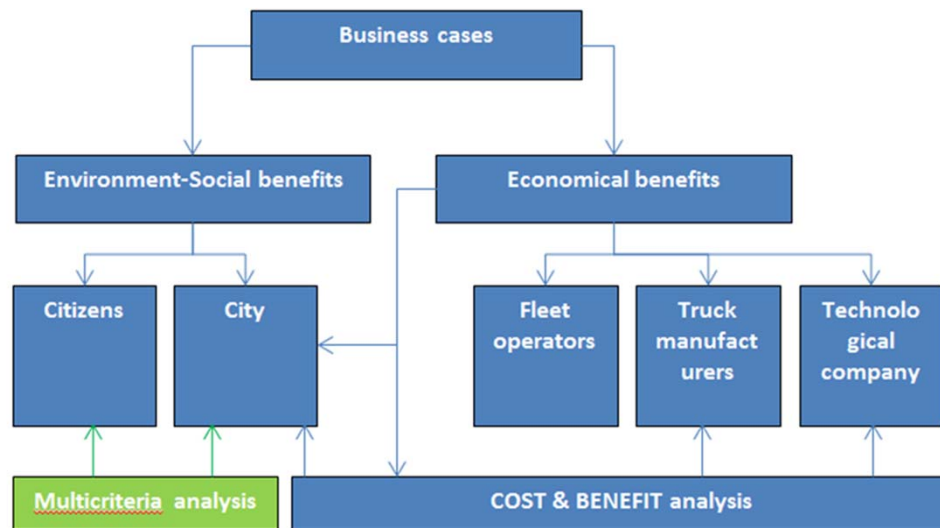 Business cases
Environment-Social benefits
Economical benefits
Citizens
City
Fleet
operators
Truck
manufact
urers
Technolo
gical
company
Multicriteria analysis
COST & BENEFIT analysis